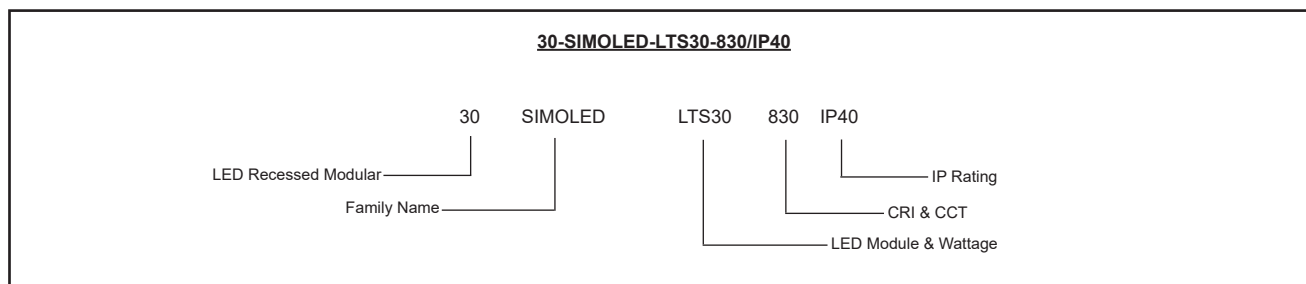 30-SIMOLED-LTS30-830/IP40
30 SIMOLED LTS30 830 IP40
LED Recessed Modular
IP Rating
Family Name
CRI & CCT
LED Module & Wattage